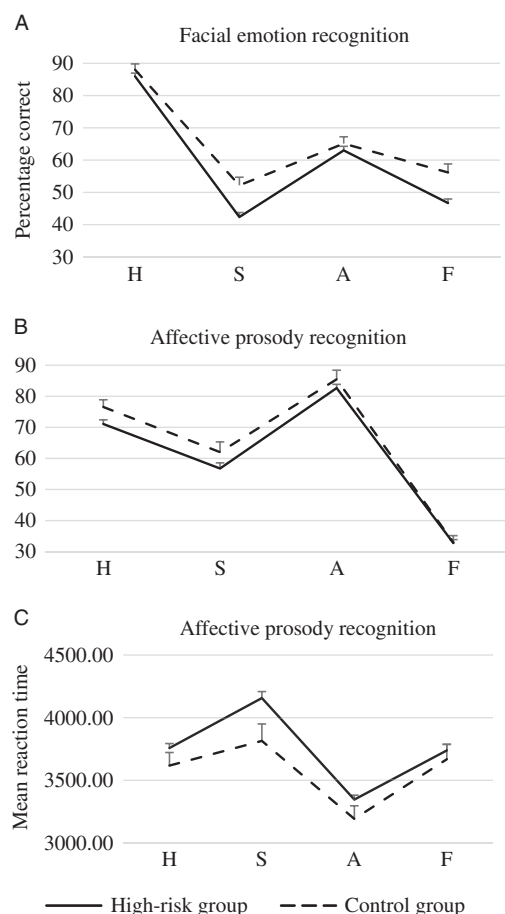 A
Facial emotion recognition
Percentage correct
90
80
70
60
50
40
30
H S A F
B
Affective prosody recognition
90
80
70
60
50
40
30
H S A F
C
Affective prosody recognition
Mean reaction time
4500.00
4000.00
3500.00
3000.00
H S A F
High-risk group Control group